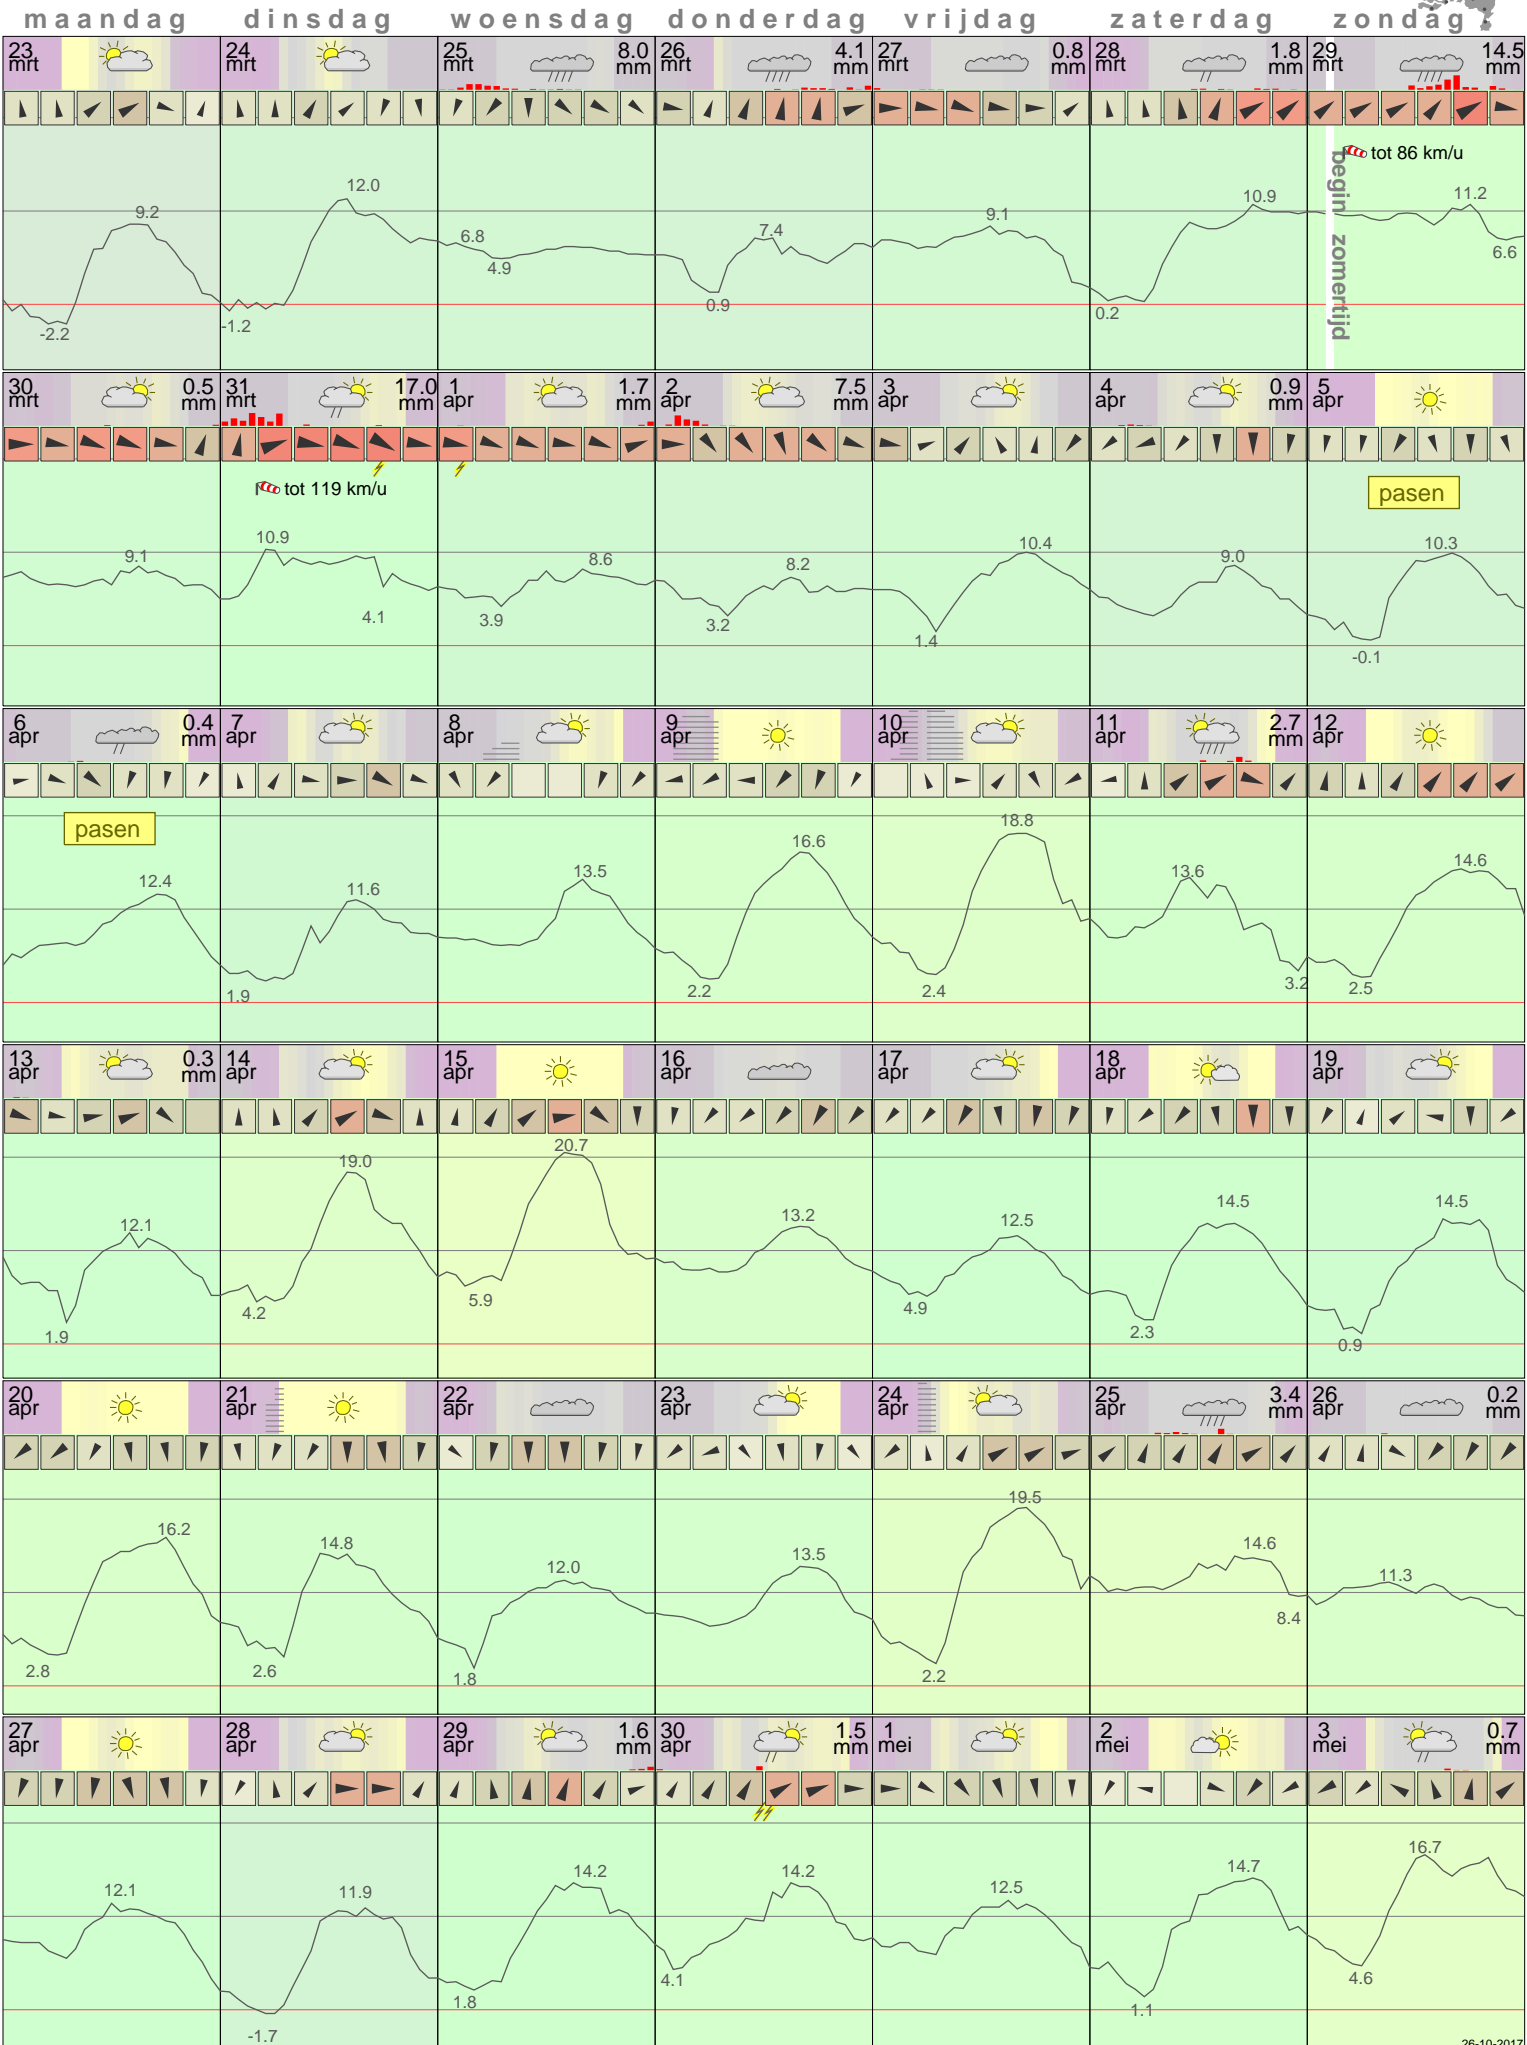 maandag dinsdag woensdag donderdag vrijdag zaterdag zondag
23 24 25 8.0 26 4.1 27 0.8 28 1.8 29 14.5
mrt mrt mrt mm mrt mm mrt mm mrt mm mrt mm
tot 86 km/u
begin zomertijd
12.0 10.9 11.2
9.2 6.8 7.4 9.1
4.9 6.6
-2.2 -1.2 0.9 0.2
30 0.5 31 17.0 1 1.7 2 7.5 3 4 0.9 5
mrt mm mrt mm apr mm apr mm apr apr mm apr
tot 119 km/u pasen
9.1 10.9 8.6 8.2 10.4 9.0 10.3
4.1 3.9 3.2 1.4 -0.1
6 0.4 7 8 9 10 11 2.7 12
apr mm apr apr apr apr apr mm apr
pasen
12.4 11.6 13.5 16.6 18.8 13.6 14.6
1.9 2.2 2.4 3.2 2.5
13 0.3 14 15 16 17 18 19
apr mm apr apr apr apr apr apr
12.1 19.0 20.7 13.2 12.5 14.5 14.5
1.9 4.2 5.9 4.9 2.3 0.9
20 21 22 23 24 25 3.4 26 0.2
apr apr apr apr apr apr mm apr mm
16.2 14.8 12.0 13.5 19.5 14.6 11.3
2.8 2.6 1.8 2.2 8.4
27 28 29 1.6 30 1.5 1 2 3 0.7
apr apr apr mm apr mm mei mei mei mm
12.1 11.9 14.2 14.2 12.5 14.7 16.7
-1.7 1.8 4.1 1.1 4.6
26-10-2017